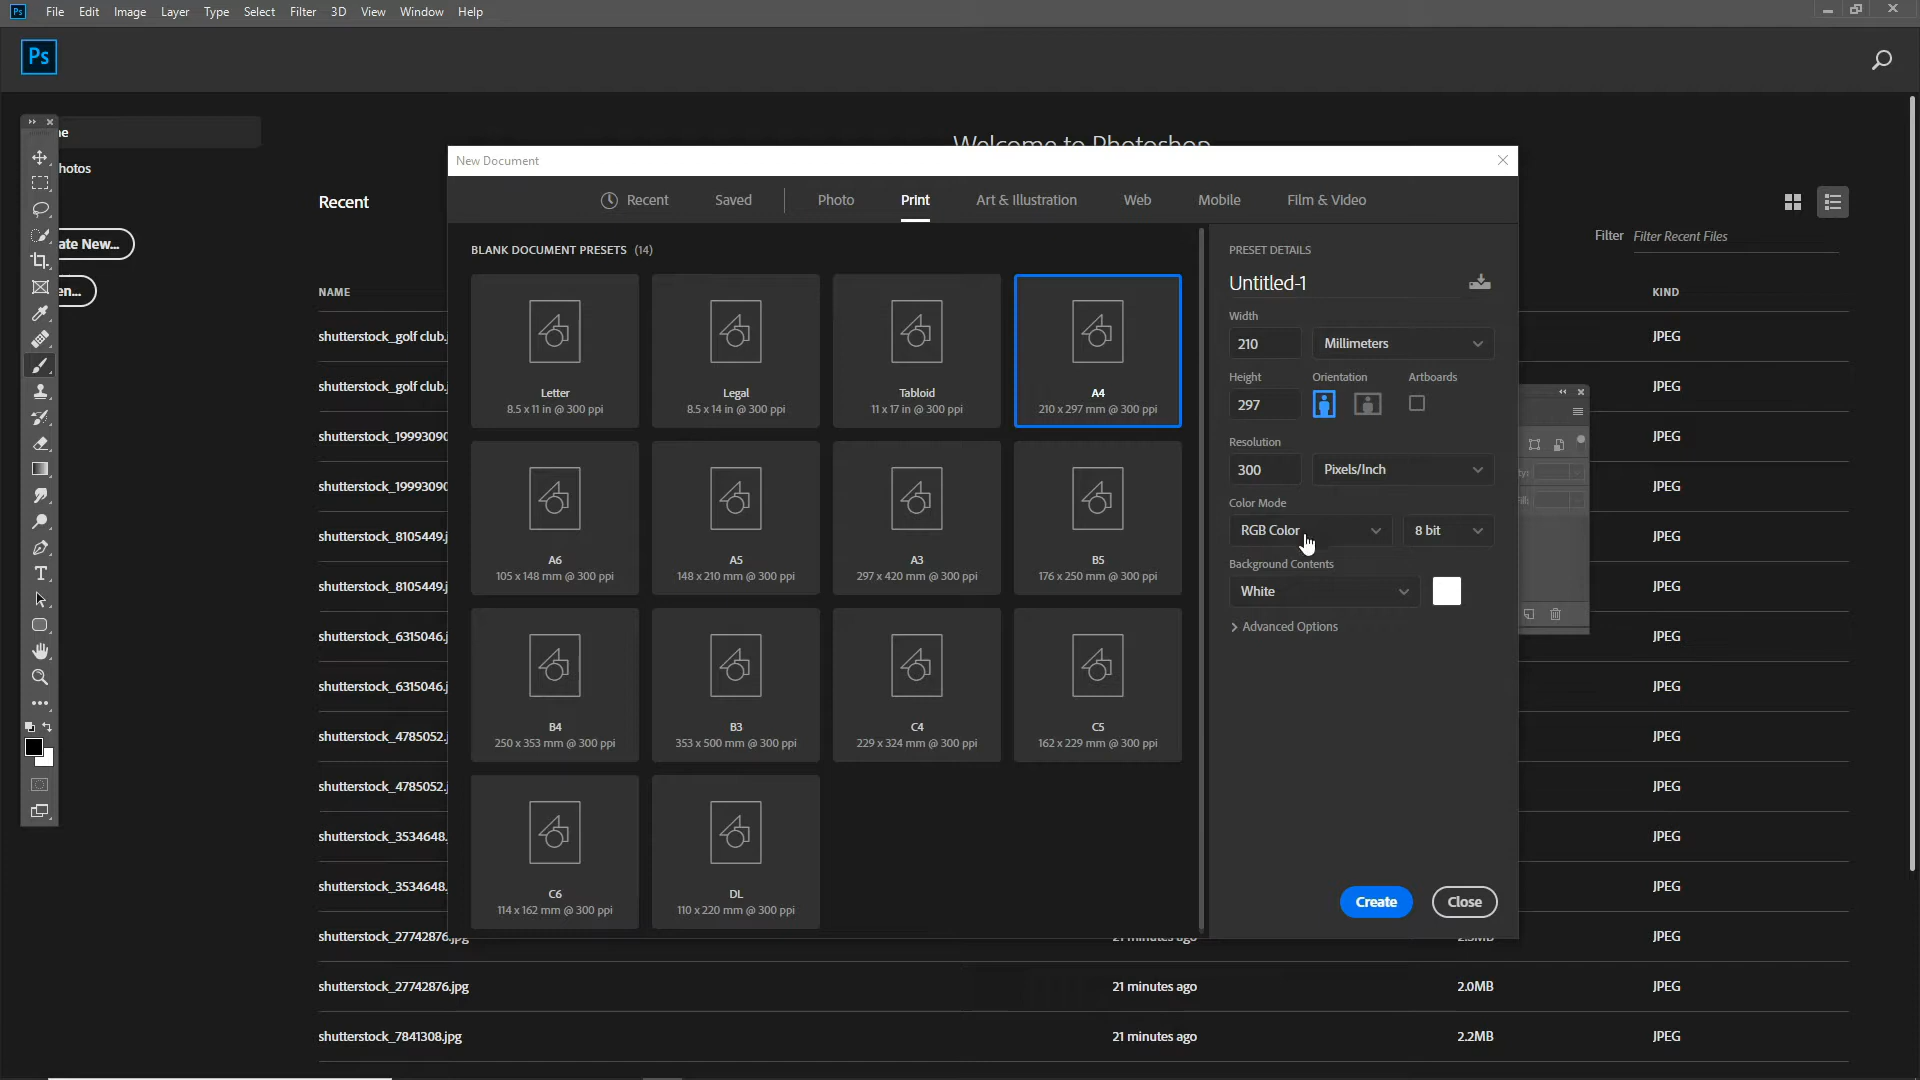 Ps File Edit Image Layer Type Select Filter 3D View Window Help
Ps
Welcome to Photoshop
Recent
Filter Filter Recent Files
ate New...
NAME
KIND
shutterstock_golf club.j JPEG
shutterstock_golf club.j JPEG
shutterstock_19993090 JPEG
shutterstock_19993090 JPEG
shutterstock_8105449.j JPEG
shutterstock_8105449.j JPEG
shutterstock_6315046.j JPEG
shutterstock_6315046.j JPEG
shutterstock_4785052.j JPEG
shutterstock_4785052.j JPEG
shutterstock_3534648. JPEG
shutterstock_3534648. JPEG
shutterstock_27742876.jpg 21 minutes ago 2.3MB JPEG
shutterstock_27742876.jpg 21 minutes ago 2.0MB JPEG
shutterstock_7841308.jpg 21 minutes ago 2.2MB JPEG
New Document
Recent Saved Photo Print Art & Illustration Web Mobile Film & Video
BLANK DOCUMENT PRESETS (14)
Letter
8.5 x 11 in @ 300 ppi
Legal
8.5 x 14 in @ 300 ppi
Tabloid
11 x 17 in @ 300 ppi
A4
210 x 297 mm @ 300 ppi
A6
105 x 148 mm @ 300 ppi
A5
148 x 210 mm @ 300 ppi
A3
297 x 420 mm @ 300 ppi
B5
176 x 250 mm @ 300 ppi
B4
250 x 353 mm @ 300 ppi
B3
353 x 500 mm @ 300 ppi
C4
229 x 324 mm @ 300 ppi
C5
162 x 229 mm @ 300 ppi
C6
114 x 162 mm @ 300 ppi
DL
110 x 220 mm @ 300 ppi
PRESET DETAILS
Untitled-1
Width
210 Millimeters
Height Orientation Artboards
297
Resolution
300 Pixels/Inch
Color Mode
RGB Color 8 bit
Background Contents
White
Advanced Options
Create Close